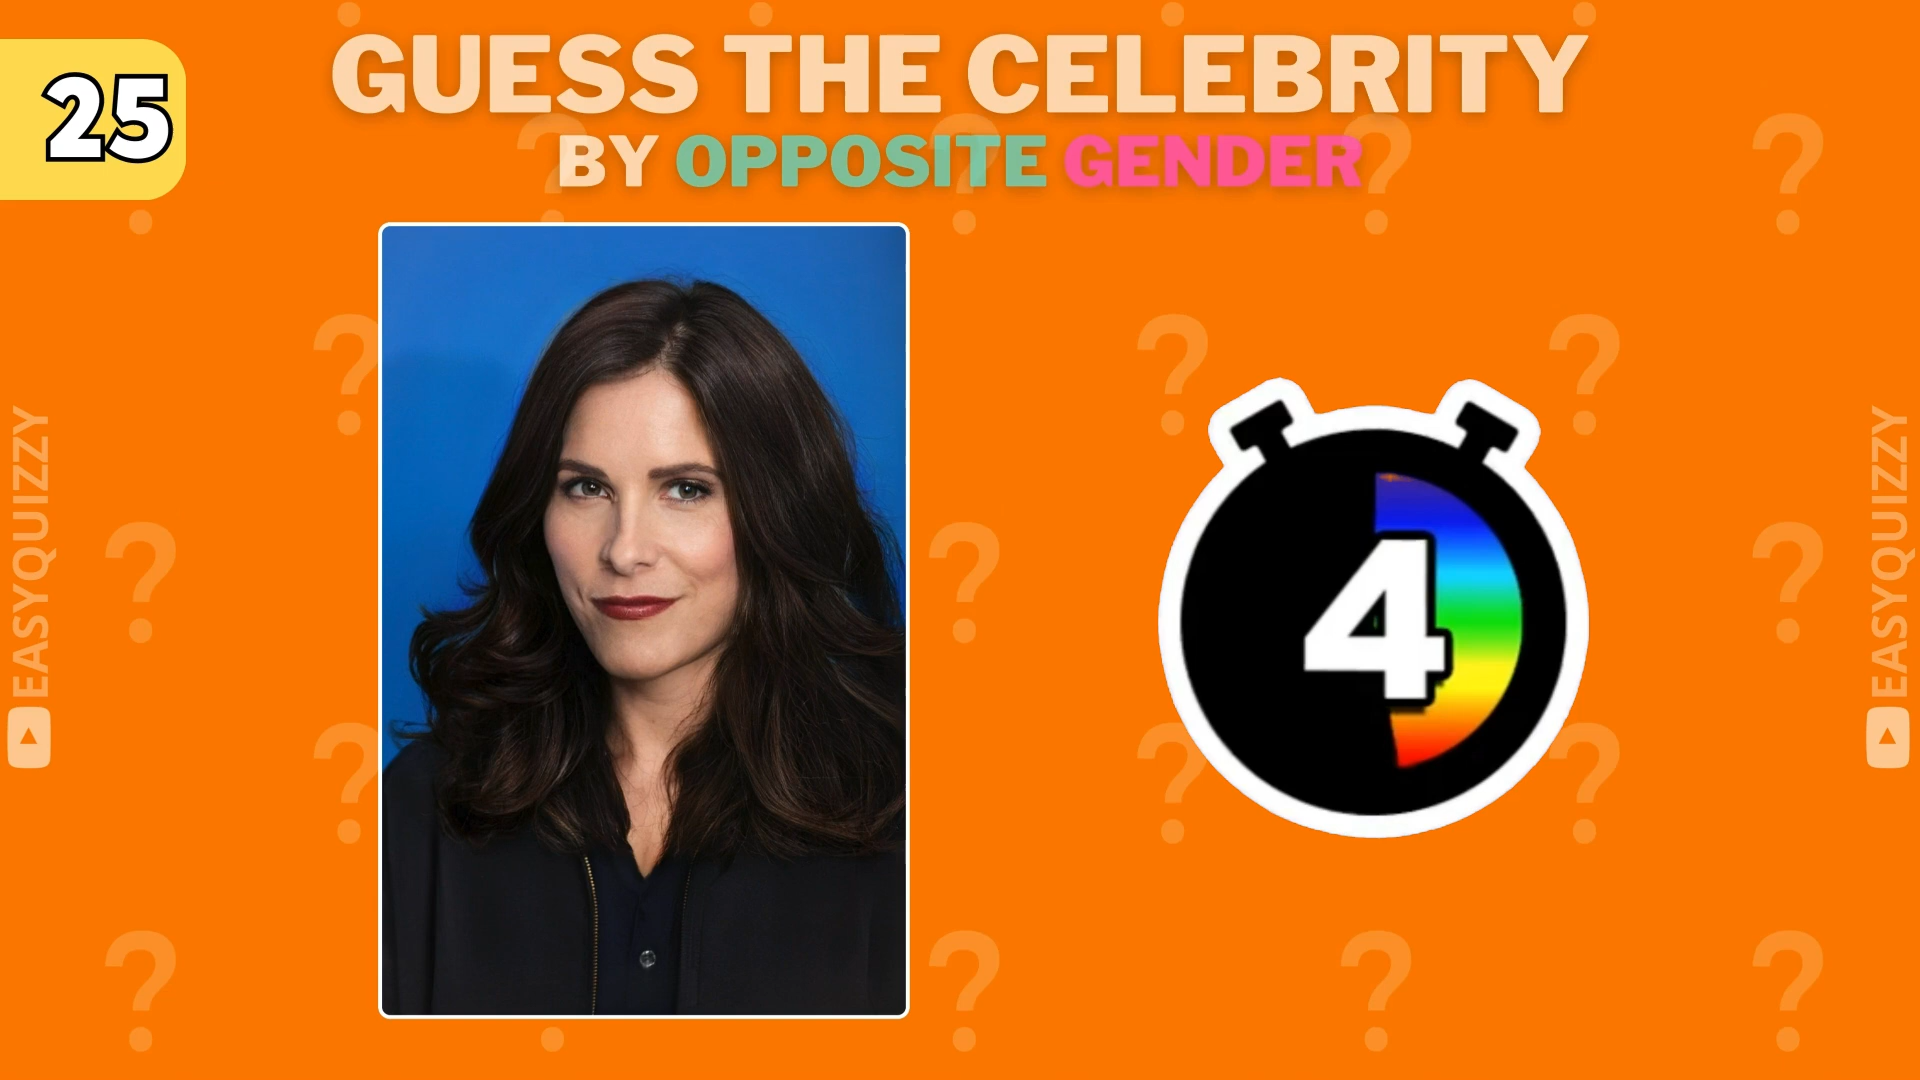 25
GUESS THE CELEBRITY
BY OPPOSITE GENDER
4
EASYQUIZZY
EASYQUIZZY